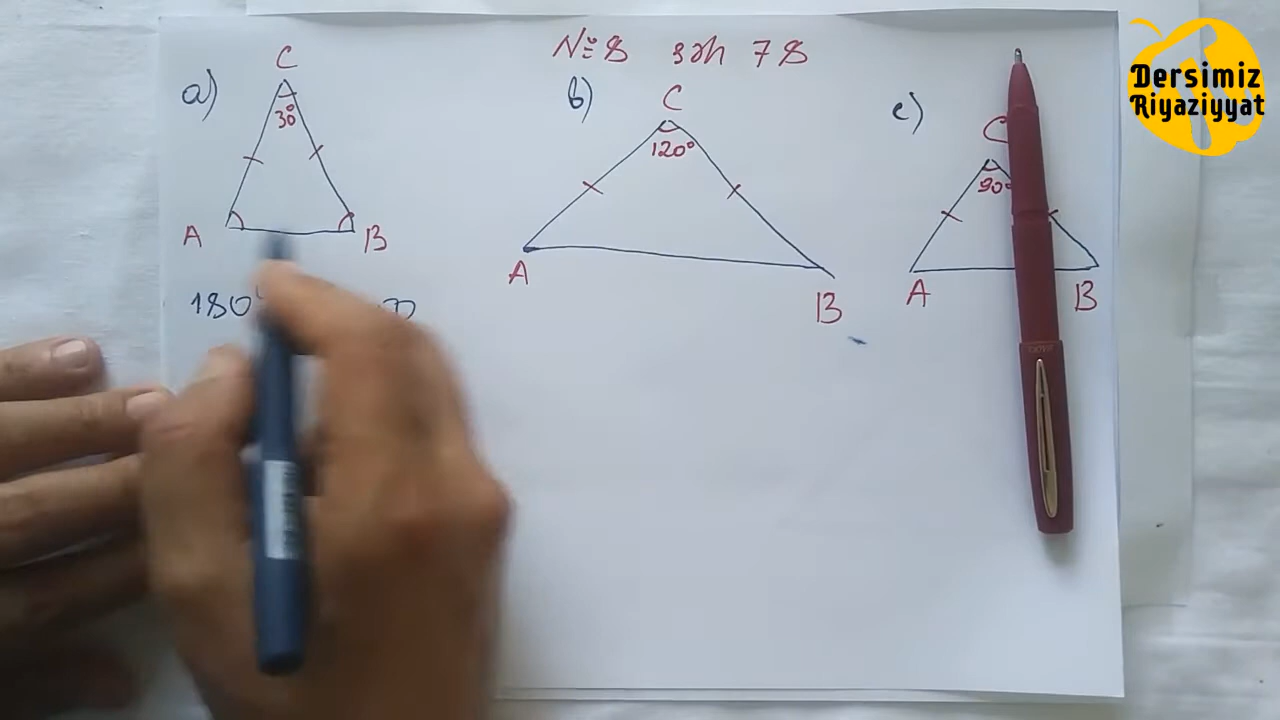 №8 səh 78
a)
C
30°
A
B
180°
b)
C
120°
A
B
c)
C
90°
A
B
Dersimiz
Riyaziyyat